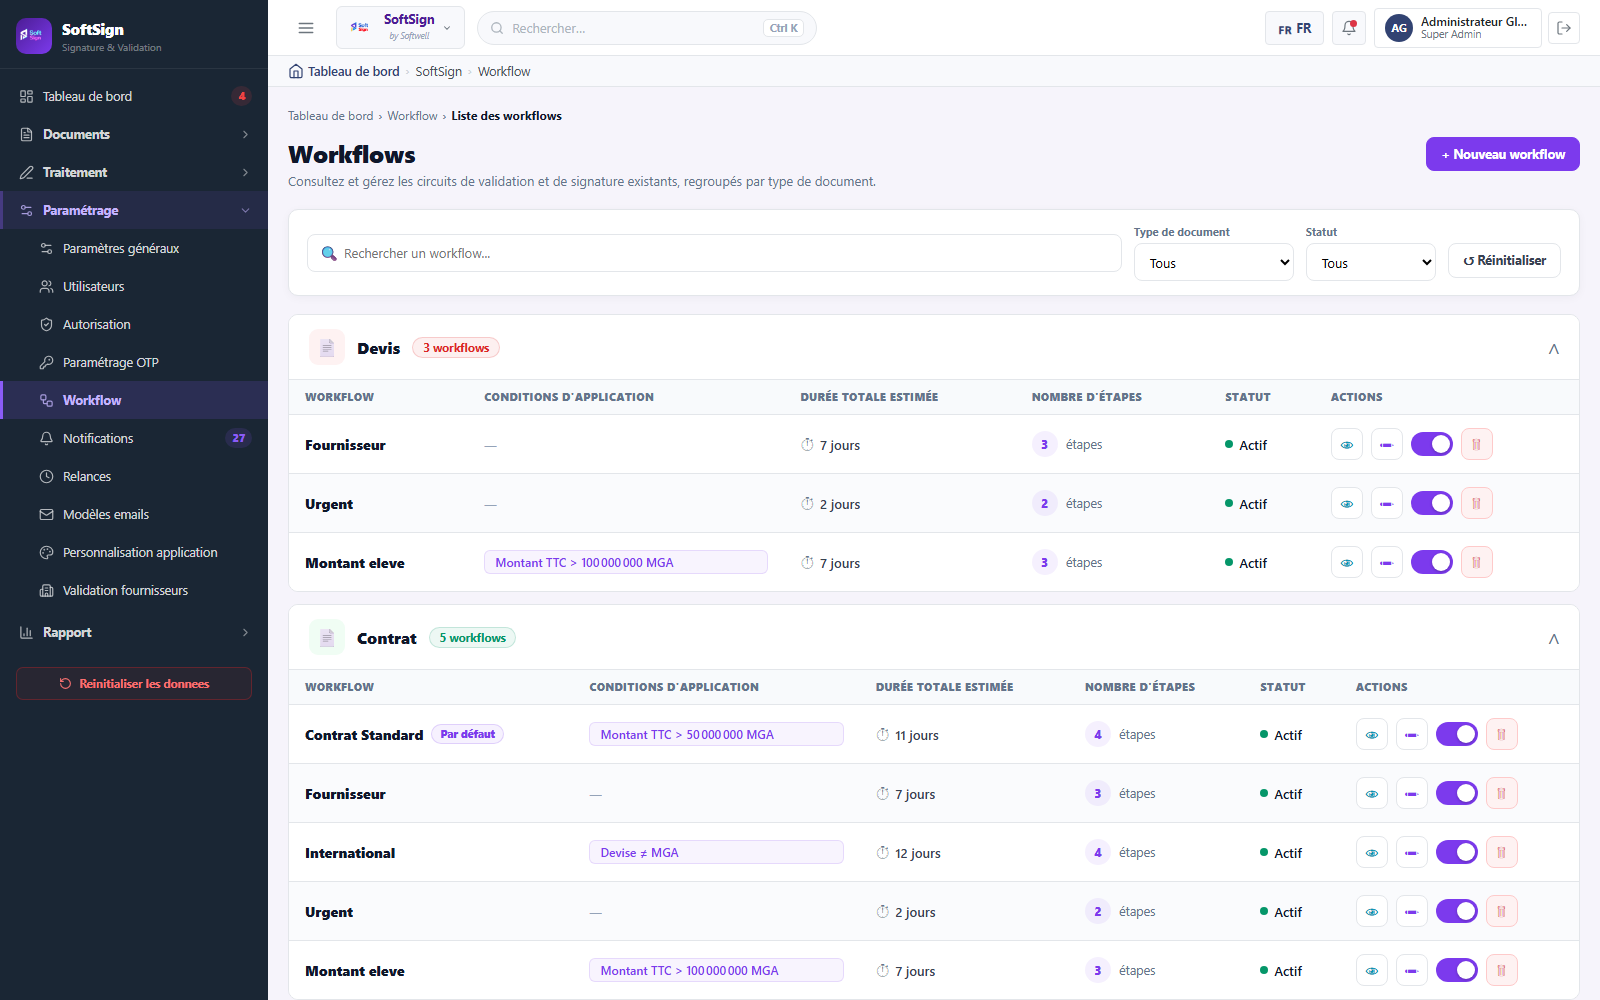 SoftSign
Signature & Validation
Tableau de bord 4
Documents
Traitement
Paramétrage
Paramètres généraux
Utilisateurs
Autorisation
Paramétrage OTP
Workflow
Notifications 27
Relances
Modèles emails
Personnalisation application
Validation fournisseurs
Rapport
Reinitialiser les donnees
Soft Sign SoftSign
by Softwell
Rechercher... Ctrl K
FR FR
AG Administrateur Gl...
Super Admin
Tableau de bord › SoftSign › Workflow
Tableau de bord › Workflow › Liste des workflows
Workflows
+ Nouveau workflow
Consultez et gérez les circuits de validation et de signature existants, regroupés par type de document.
Rechercher un workflow...
Type de document
Tous
Statut
Tous
↺ Réinitialiser
Devis 3 workflows
WORKFLOW CONDITIONS D'APPLICATION DURÉE TOTALE ESTIMÉE NOMBRE D'ÉTAPES STATUT ACTIONS
Fournisseur — 7 jours 3 étapes Actif
Urgent — 2 jours 2 étapes Actif
Montant eleve Montant TTC > 100 000 000 MGA 7 jours 3 étapes Actif
Contrat 5 workflows
WORKFLOW CONDITIONS D'APPLICATION DURÉE TOTALE ESTIMÉE NOMBRE D'ÉTAPES STATUT ACTIONS
Contrat Standard Par défaut Montant TTC > 50 000 000 MGA 11 jours 4 étapes Actif
Fournisseur — 7 jours 3 étapes Actif
International Devise ≠ MGA 12 jours 4 étapes Actif
Urgent — 2 jours 2 étapes Actif
Montant eleve Montant TTC > 100 000 000 MGA 7 jours 3 étapes Actif